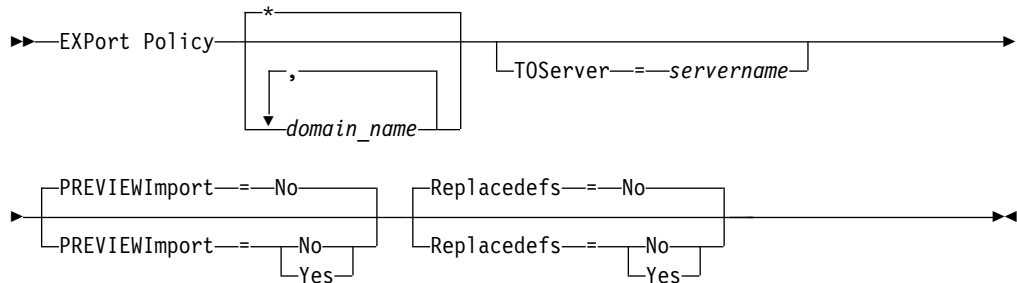 *
EXPort Policy
,
TOServer = servername
domain_name
PREVIEWImport = No
Replacedefs = No
PREVIEWImport = No
Replacedefs = No
Yes
Yes